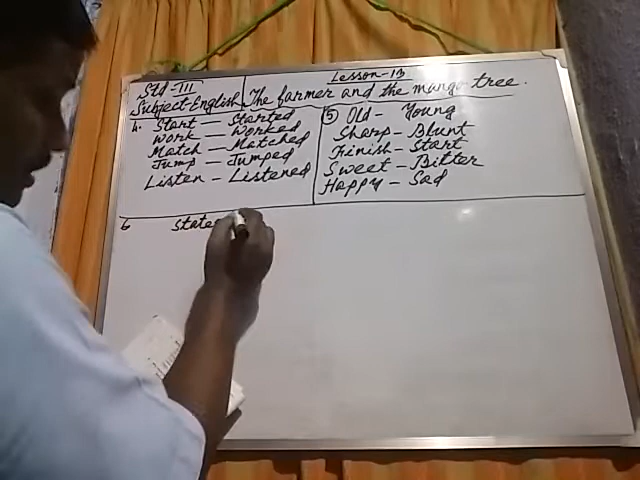 Std-III
Subject-English
Lesson-13
The farmer and the mango tree.
4. Start — Started
Work — Worked
Match — Matched
Jump — Jumped
Listen — Listened
5 Old - Young
Sharp - Blunt
Finish - Start
Sweet - Bitter
Happy - Sad
6 State